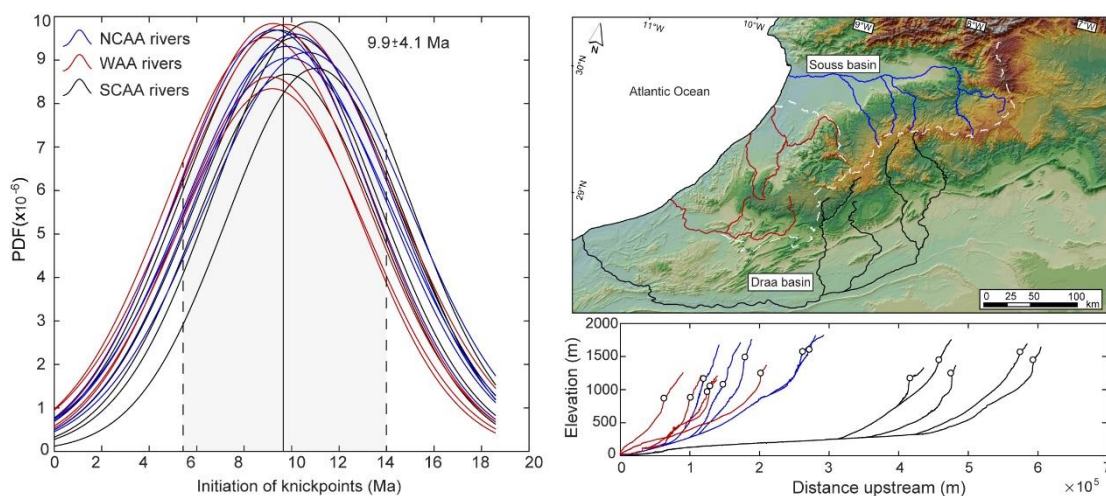 PDF(x10⁻⁶)
10
9
8
7
6
5
4
3
2
1
0
NCAA rivers
WAA rivers
SCAA rivers
9.9±4.1 Ma
0 2 4 6 8 10 12 14 16 18 20
Initiation of knickpoints (Ma)
11°W 10°W 9°W 8°W 7°W
N
30°N
29°N
Souss basin
Atlantic Ocean
Draa basin
0 25 50 100
km
Elevation (m)
2000
1500
1000
500
0
0 1 2 3 4 5 6 7
Distance upstream (m)
×10⁵